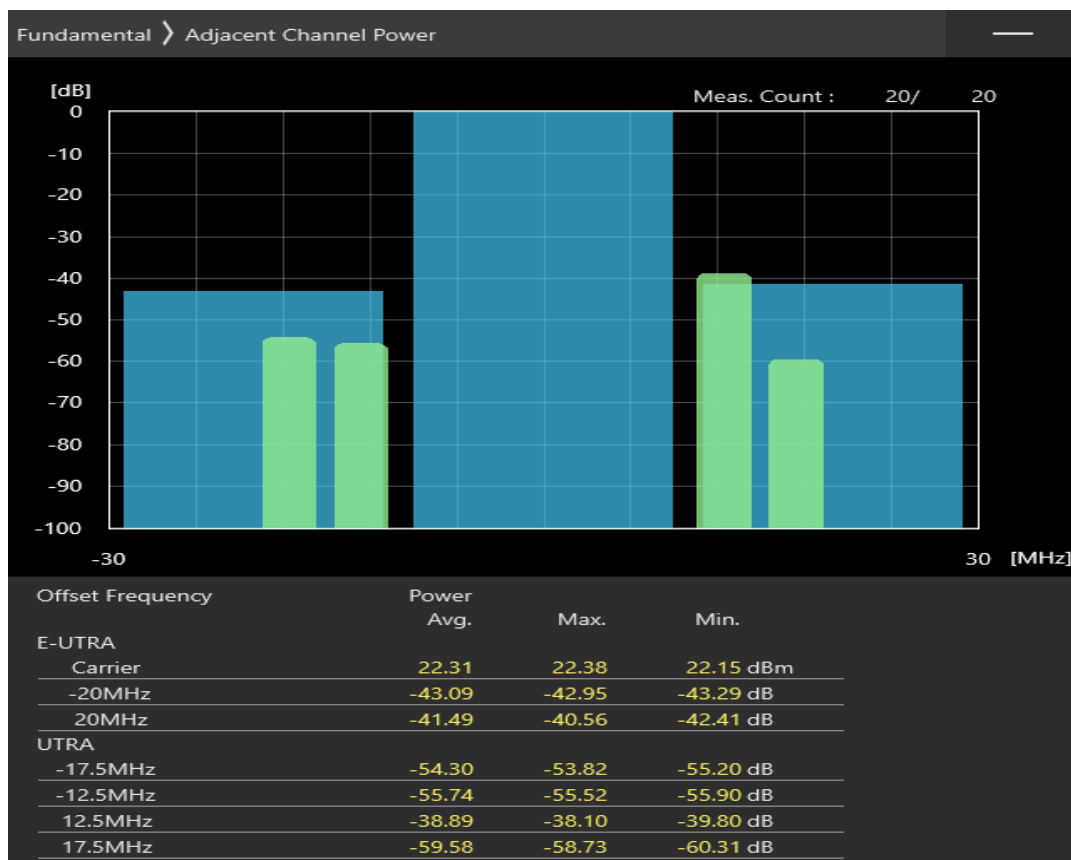 Fundamental ❯ Adjacent Channel Power
[dB]
Meas. Count : 20/ 20
0
-10
-20
-30
-40
-50
-60
-70
-80
-90
-100
-30 30 [MHz]
Offset Frequency Power
Avg. Max. Min.
E-UTRA
Carrier 22.31 22.38 22.15 dBm
-20MHz -43.09 -42.95 -43.29 dB
20MHz -41.49 -40.56 -42.41 dB
UTRA
-17.5MHz -54.30 -53.82 -55.20 dB
-12.5MHz -55.74 -55.52 -55.90 dB
12.5MHz -38.89 -38.10 -39.80 dB
17.5MHz -59.58 -58.73 -60.31 dB